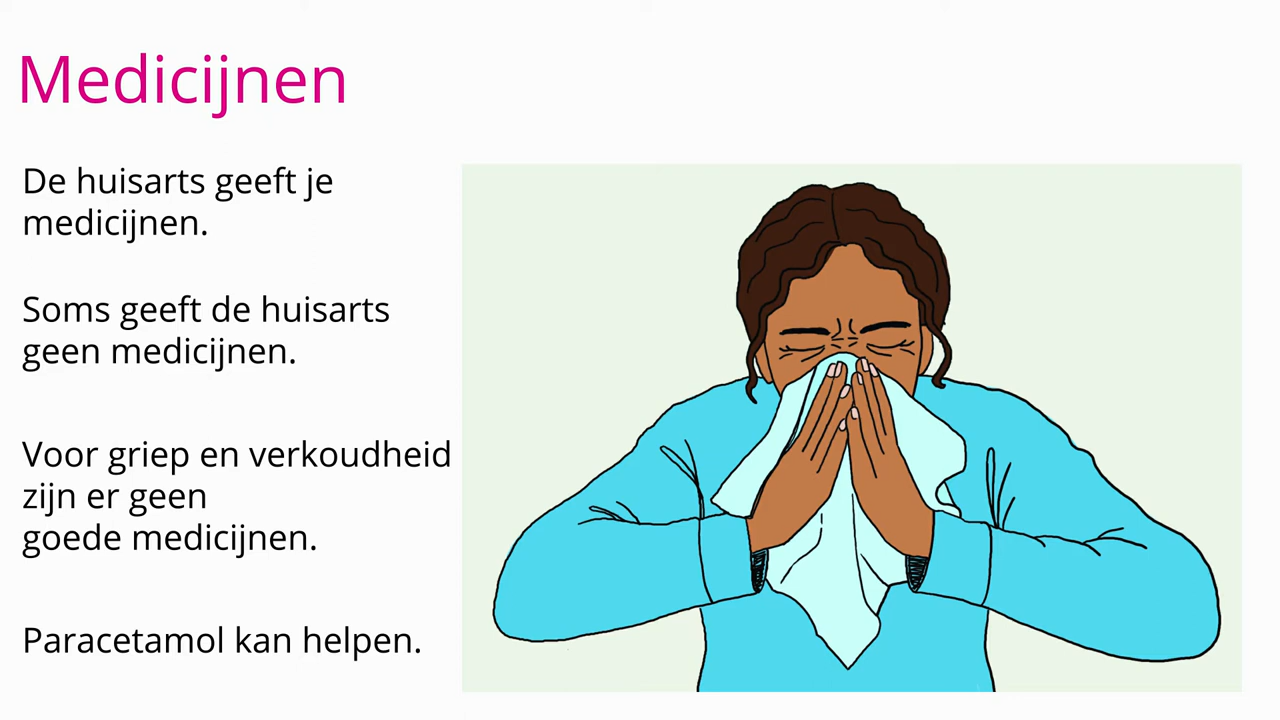 Medicijnen
De huisarts geeft je
medicijnen.
Soms geeft de huisarts
geen medicijnen.
Voor griep en verkoudheid
zijn er geen
goede medicijnen.
Paracetamol kan helpen.